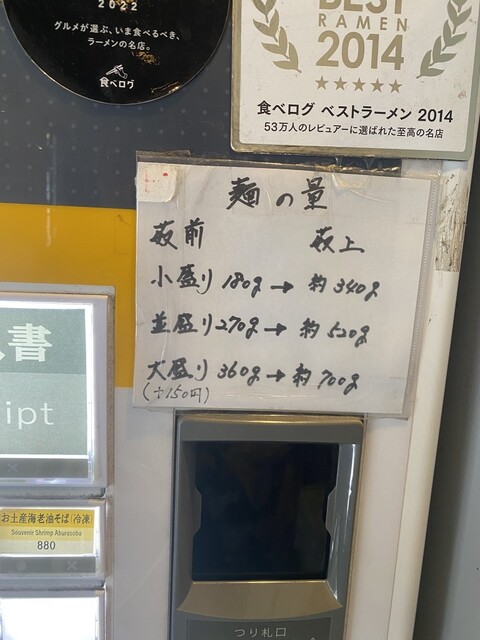 2022
グルメが選ぶ、いま食べるべき、
ラーメンの名店。
食べログ
BEST
RAMEN
2014
食べログ ベストラーメン 2014
53万人のレビュアーに選ばれた至高の名店
麺の量
前 上
小盛り 180g → 約340g
並盛り 270g → 約520g
大盛り 360g → 約700g
(+150円)
書
ipt
お土産海老油そば(冷凍
Souvenir Shrimp Aburasoba
880
つり札口